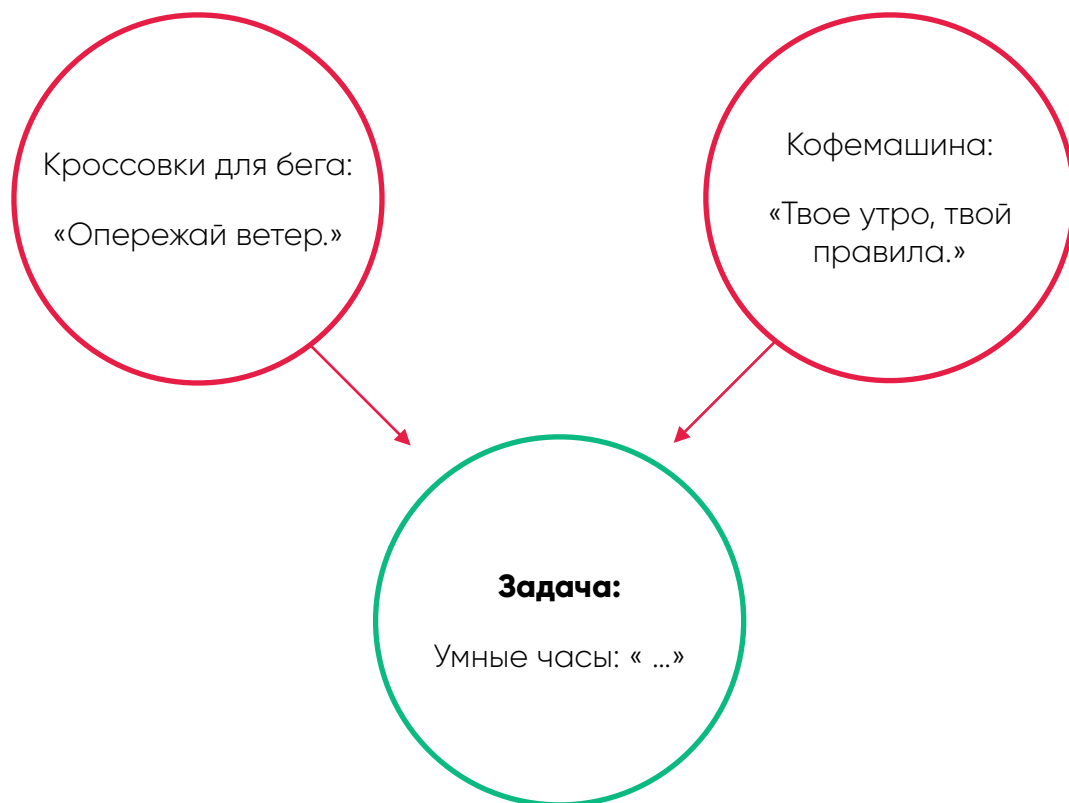 Кроссовки для бега:
«Опережай ветер.»
Кофемашина:
«Твое утро, твой
правила.»
Задача:
Умные часы: « ...»